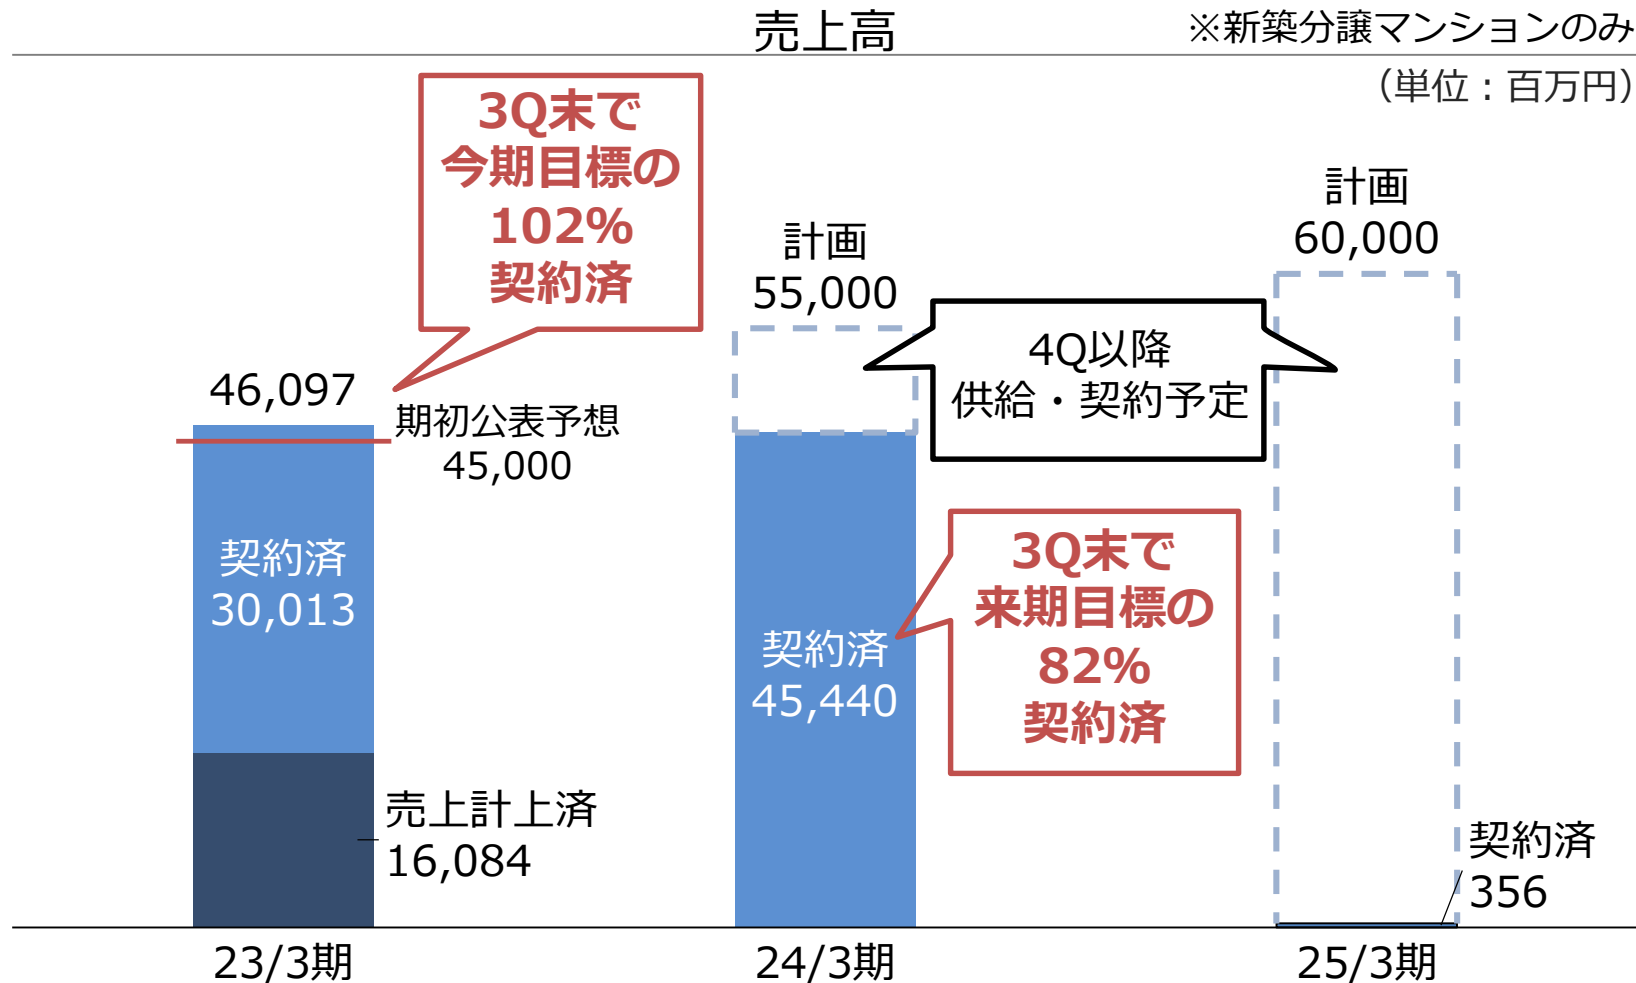 売上高
※新築分譲マンションのみ
(単位：百万円)
3Q末で
今期目標の
102%
契約済
46,097
期初公表予想
45,000
契約済
30,013
売上計上済
16,084
23/3期
計画
55,000
4Q以降
供給・契約予定
3Q末で
来期目標の
82%
契約済
契約済
45,440
24/3期
計画
60,000
契約済
356
25/3期